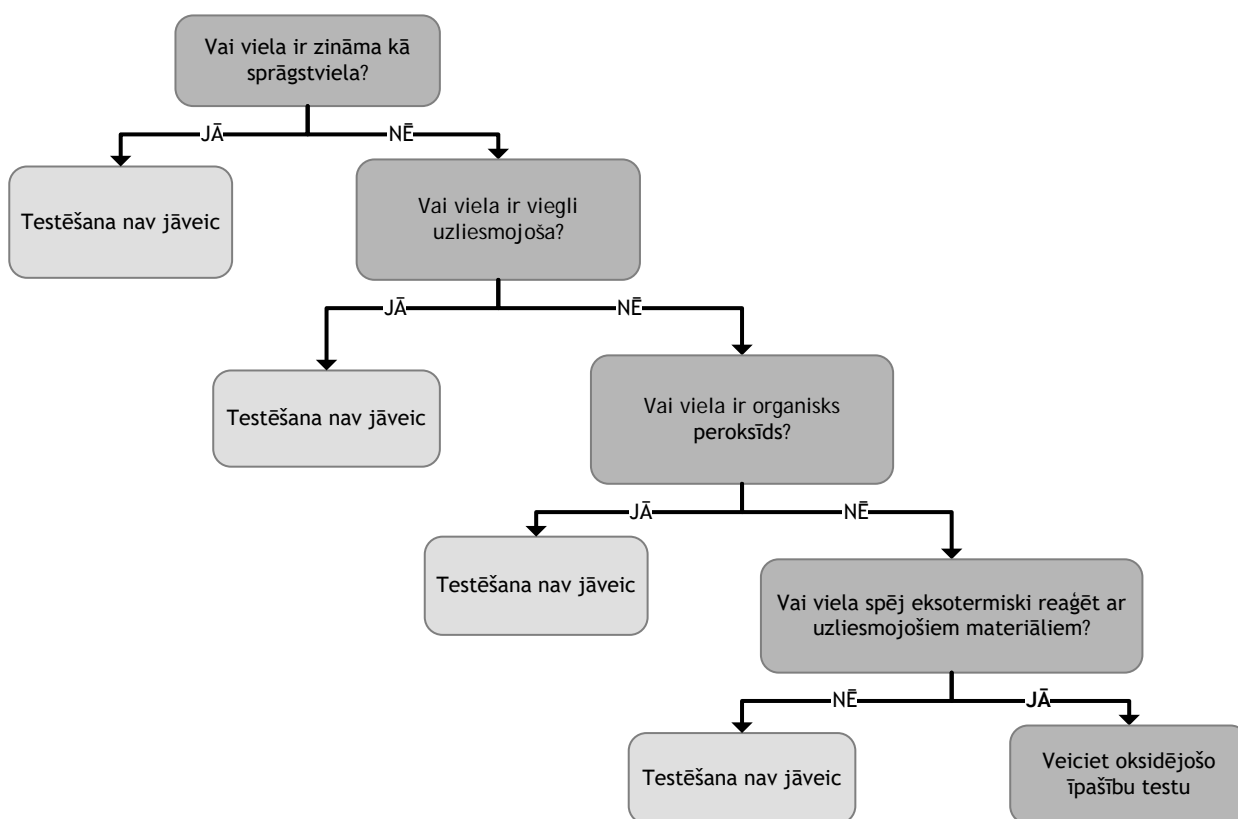 Vai viela ir zināma kā
sprāgstviela?
JĀ
NĒ
Testēšana nav jāveic
Vai viela ir viegli
uzliesmojoša?
JĀ
NĒ
Testēšana nav jāveic
Vai viela ir organisks
peroksīds?
JĀ
NĒ
Testēšana nav jāveic
Vai viela spēj eksotermiski reaģēt ar
uzliesmojošiem materiāliem?
NĒ
JĀ
Testēšana nav jāveic
Veiciet oksidējošo
īpašību testu